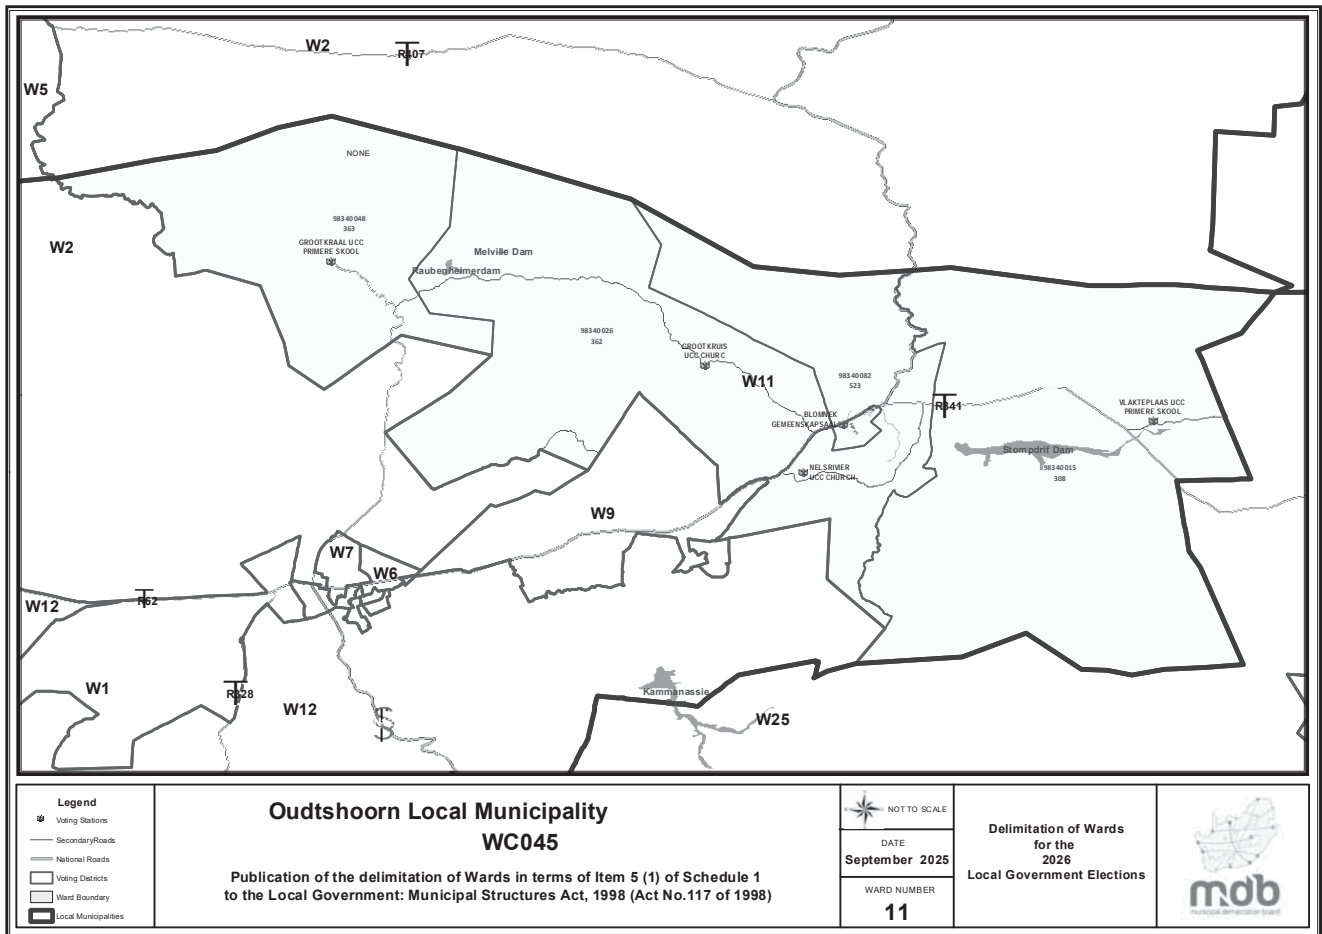 W2
R407
W5
NONE
98340048
363
GROOTKRAAL UCC
PRIMERE SKOOL
W2
Melville Dam
Raubenheimerdam
98340026
362
GROOTKRUIS
UCC CHURC
W11
98340082
523
BLOMNEK
GEMEENSKAPSAAL
R341
VLAKTEPLAAS UCC
PRIMERE SKOOL
Stompdrif Dam
98340015
308
NELSRIVIER
UCC CHURCH
W9
W7
W6
W12
R62
W1
R328
W12
Kammanassie
W25
Legend
Voting Stations
SecondaryRoads
National Roads
Voting Districts
Ward Boundary
Local Municipalities
Oudtshoorn Local Municipality
WC045
Publication of the delimitation of Wards in terms of Item 5 (1) of Schedule 1
to the Local Government: Municipal Structures Act, 1998 (Act No.117 of 1998)
NOT TO SCALE
DATE
September 2025
WARD NUMBER
11
Delimitation of Wards
for the
2026
Local Government Elections
mdb
municipal demarcation board